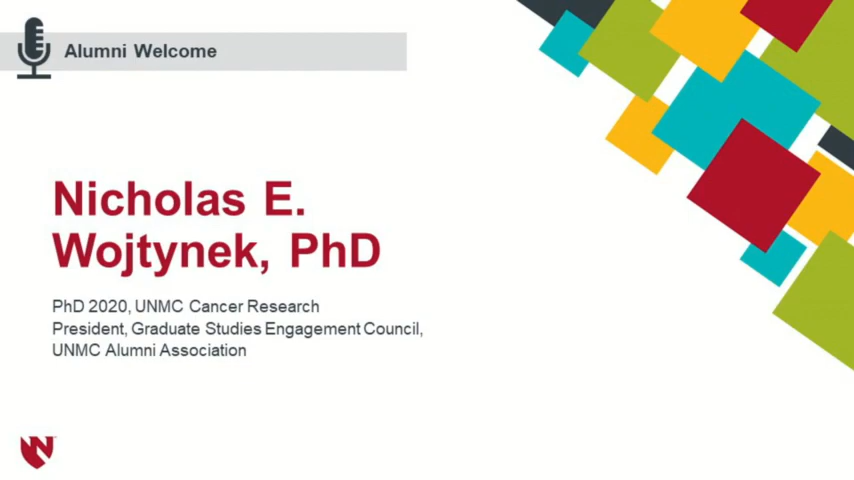 Alumni Welcome
Nicholas E.
Wojtynek, PhD
PhD 2020, UNMC Cancer Research
President, Graduate Studies Engagement Council,
UNMC Alumni Association